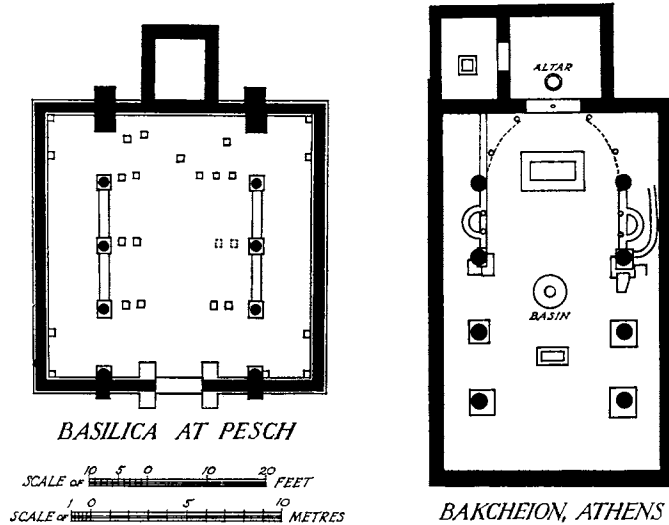 ALTAR
BASIN
BASILICA AT PESCH
SCALE OF 10 5 0 10 20 FEET
SCALE OF 1 0 5 10 METRES
BAKCHEION, ATHENS